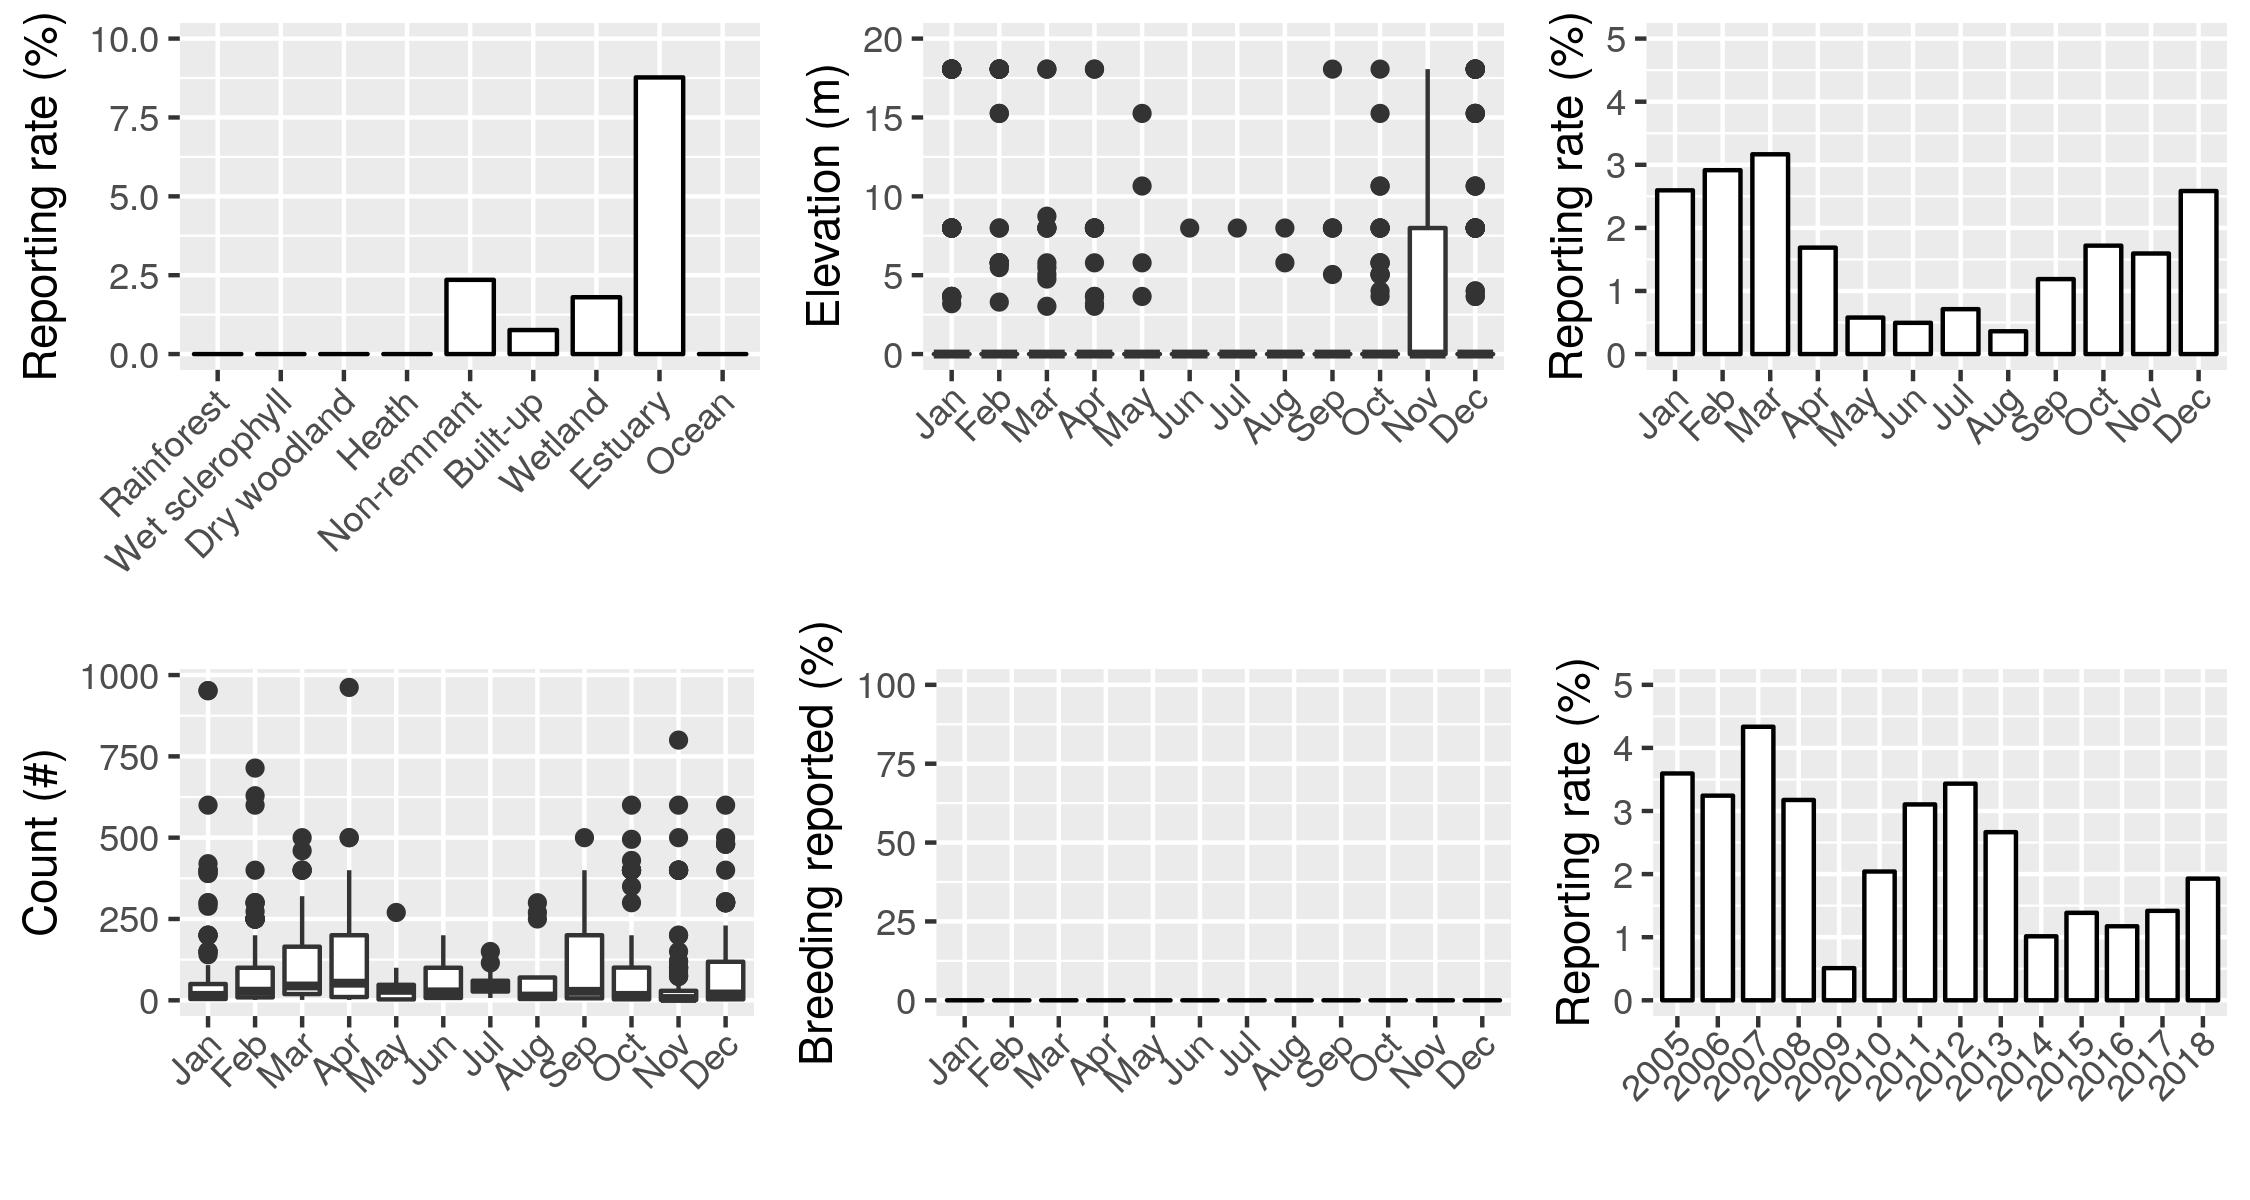 Reporting rate (%)
10.0
7.5
5.0
2.5
0.0
Rainforest
Wet sclerophyll
Dry woodland
Heath
Non-remnant
Built-up
Wetland
Estuary
Ocean
Elevation (m)
20
15
10
5
0
Jan
Feb
Mar
Apr
May
Jun
Jul
Aug
Sep
Oct
Nov
Dec
Reporting rate (%)
5
4
3
2
1
0
Jan
Feb
Mar
Apr
May
Jun
Jul
Aug
Sep
Oct
Nov
Dec
Count (#)
1000
750
500
250
0
Jan
Feb
Mar
Apr
May
Jun
Jul
Aug
Sep
Oct
Nov
Dec
Breeding reported (%)
100
75
50
25
0
Jan
Feb
Mar
Apr
May
Jun
Jul
Aug
Sep
Oct
Nov
Dec
Reporting rate (%)
5
4
3
2
1
0
2005
2006
2007
2008
2009
2010
2011
2012
2013
2014
2015
2016
2017
2018